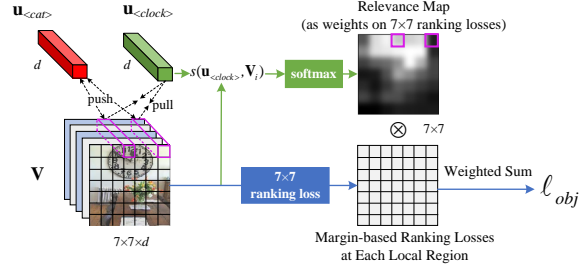 u<cat>
u<clock>
Relevance Map
(as weights on 7×7 ranking losses)
d
d
s(u<clock>,Vi)
softmax
push
pull
⊗ 7×7
V
7×7
ranking loss
Weighted Sum
ℓobj
7×7×d
Margin-based Ranking Losses
at Each Local Region